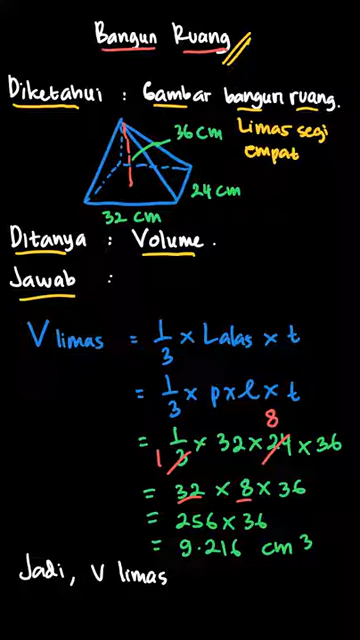 Bangun Ruang
Diketahui : Gambar bangun ruang.
Limas segi
empat
36 cm
24 cm
32 cm
Ditanya : Volume.
Jawab :
V limas = 1/3 x Lalas x t
= 1/3 x p x l x t
8
1
= 1/3 x 32 x 24 x 36
= 32 x 8 x 36
= 256 x 36
= 9.216 cm³
Jadi, V limas